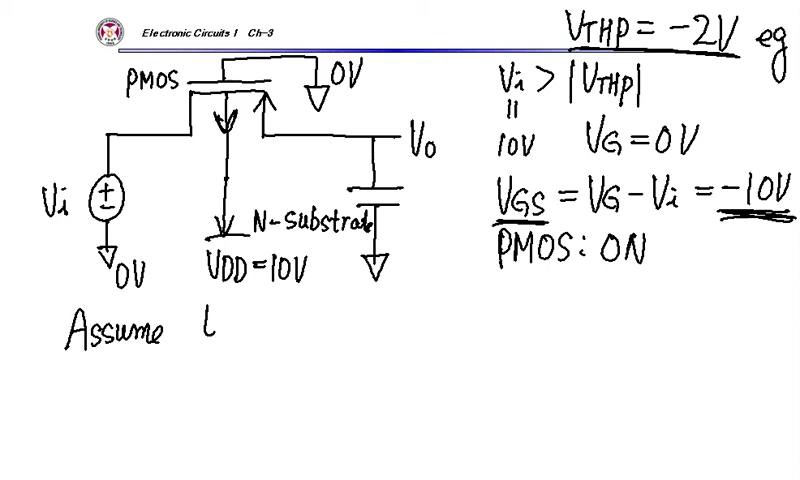 Electronic Circuits 1 Ch-3
VTHP = -2V eg
PMOS
0V
Vi > |VTHP|
=
10V VG = 0V
Vo
Vi
+
-
VGS = VG - Vi = -10V
N-Substrate
0V
VDD = 10V
PMOS: ON
Assume